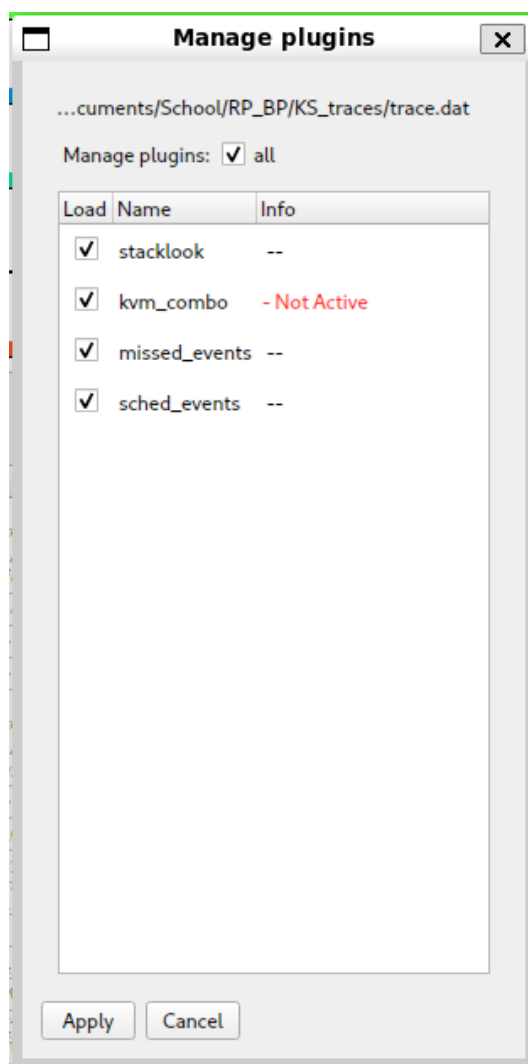 Manage plugins
...cuments/School/RP_BP/KS_traces/trace.dat
Manage plugins: all
Load Name Info
stacklook --
kvm_combo - Not Active
missed_events --
sched_events --
Apply Cancel